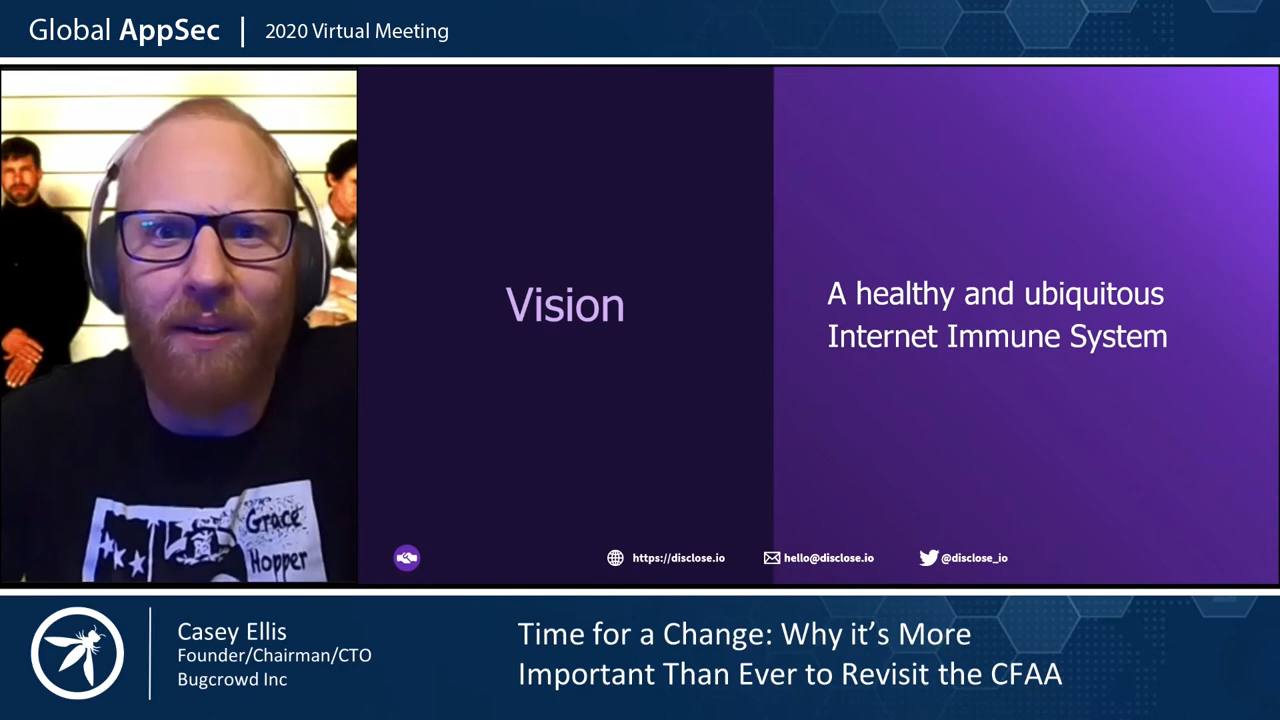 Global AppSec
2020 Virtual Meeting
Vision
A healthy and ubiquitous
Internet Immune System
Grace
Hopper
https://disclose.io
hello@disclose.io
@disclose_io
Casey Ellis
Founder/Chairman/CTO
Bugcrowd Inc
Time for a Change: Why it’s More
Important Than Ever to Revisit the CFAA